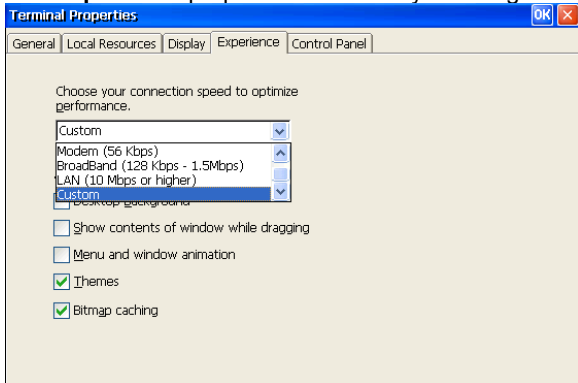 Terminal Properties OK
General Local Resources Display Experience Control Panel
Choose your connection speed to optimize
performance.
Custom
Modem (56 Kbps)
BroadBand (128 Kbps - 1.5Mbps)
LAN (10 Mbps or higher)
Custom
Desktop Background
Show contents of window while dragging
Menu and window animation
Themes
Bitmap caching